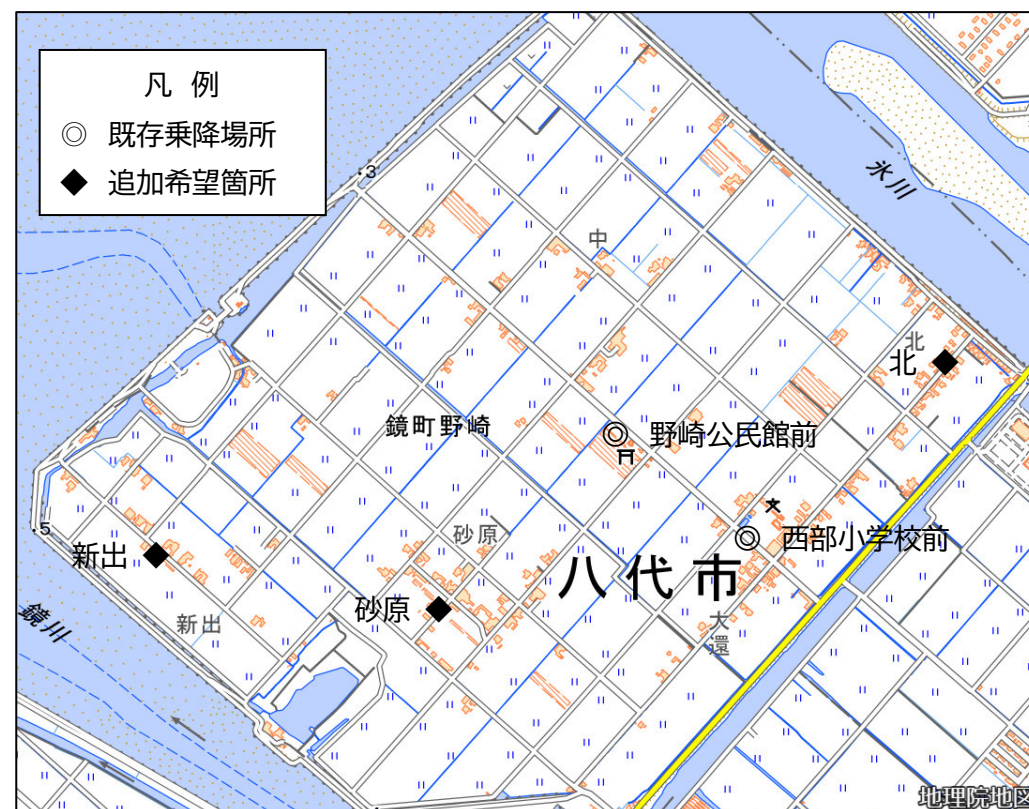 凡 例
◎ 既存乗降場所
◆ 追加希望箇所
3
氷川
中
北
北
鏡町野崎
野崎公民館前
西部小学校前
砂原
八代市
5
新出
砂原
鏡川
新出
大還
地理院地図